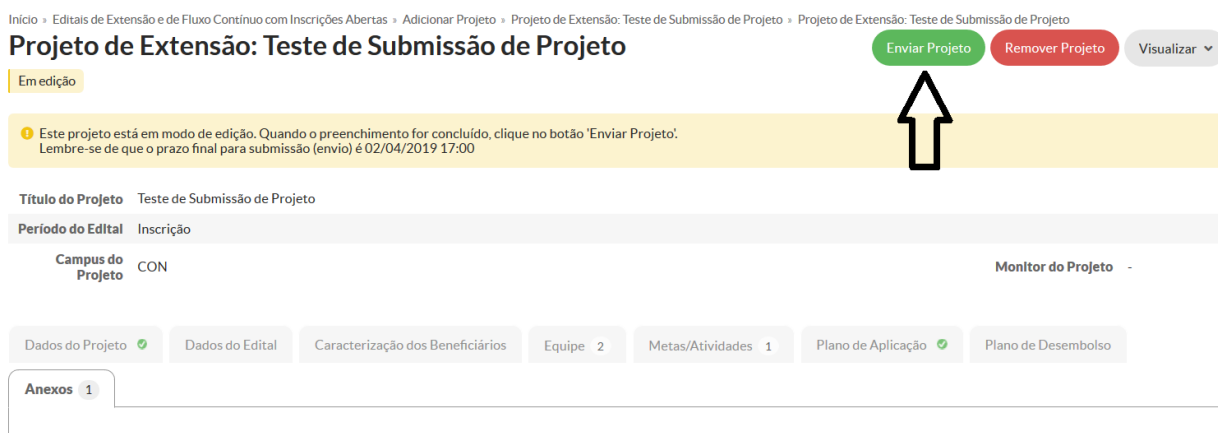 Início » Editais de Extensão e de Fluxo Contínuo com Inscrições Abertas » Adicionar Projeto » Projeto de Extensão: Teste de Submissão de Projeto » Projeto de Extensão: Teste de Submissão de Projeto
Projeto de Extensão: Teste de Submissão de Projeto
Enviar Projeto Remover Projeto Visualizar
Em edição
Este projeto está em modo de edição. Quando o preenchimento for concluído, clique no botão 'Enviar Projeto'.
Lembre-se de que o prazo final para submissão (envio) é 02/04/2019 17:00
Título do Projeto Teste de Submissão de Projeto
Período do Edital Inscrição
Campus do Projeto CON Monitor do Projeto -
Dados do Projeto Dados do Edital Caracterização dos Beneficiários Equipe 2 Metas/Atividades 1 Plano de Aplicação Plano de Desembolso
Anexos 1